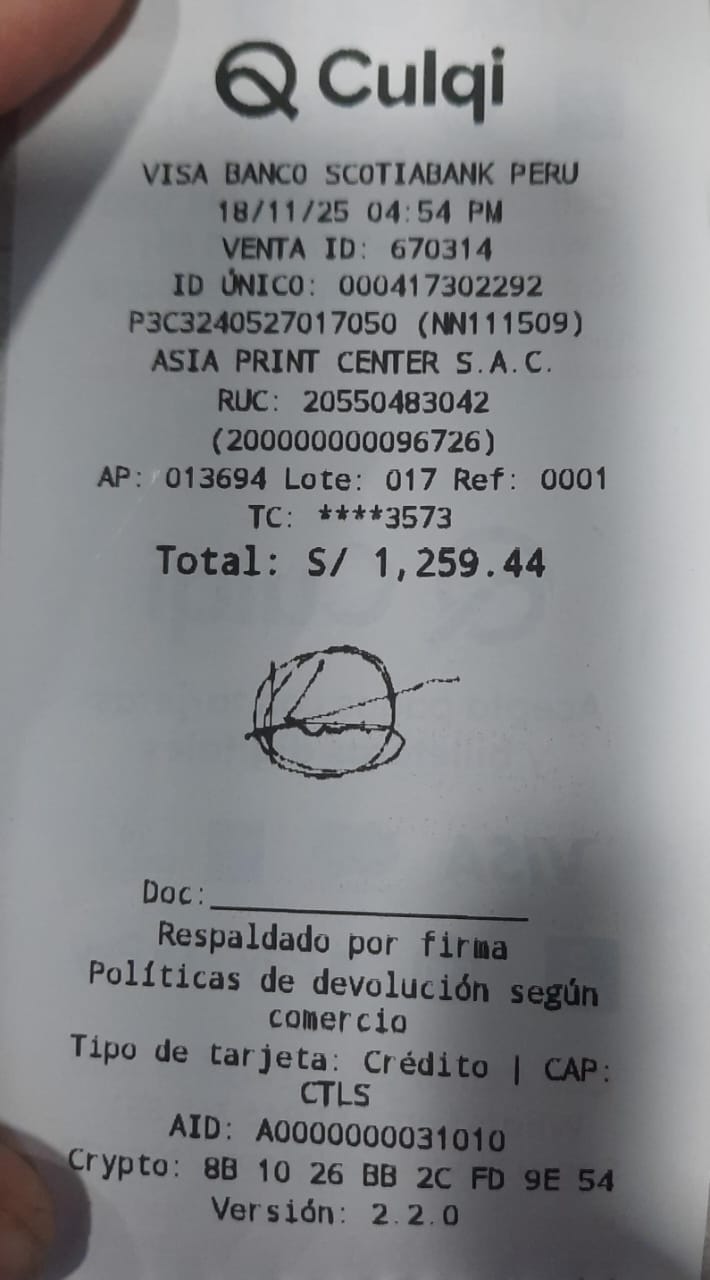 Culqi
VISA BANCO SCOTIABANK PERU
18/11/25 04:54 PM
VENTA ID: 670314
ID ÚNICO: 000417302292
P3C3240527017050 (NN111509)
ASIA PRINT CENTER S.A.C.
RUC: 20550483042
(200000000096726)
AP: 013694 Lote: 017 Ref: 0001
TC: ****3573
Total: S/ 1,259.44
Doc:
Respaldado por firma
Políticas de devolución según
comercio
Tipo de tarjeta: Crédito | CAP:
CTLS
AID: A0000000031010
Crypto: 8B 10 26 BB 2C FD 9E 54
Versión: 2.2.0